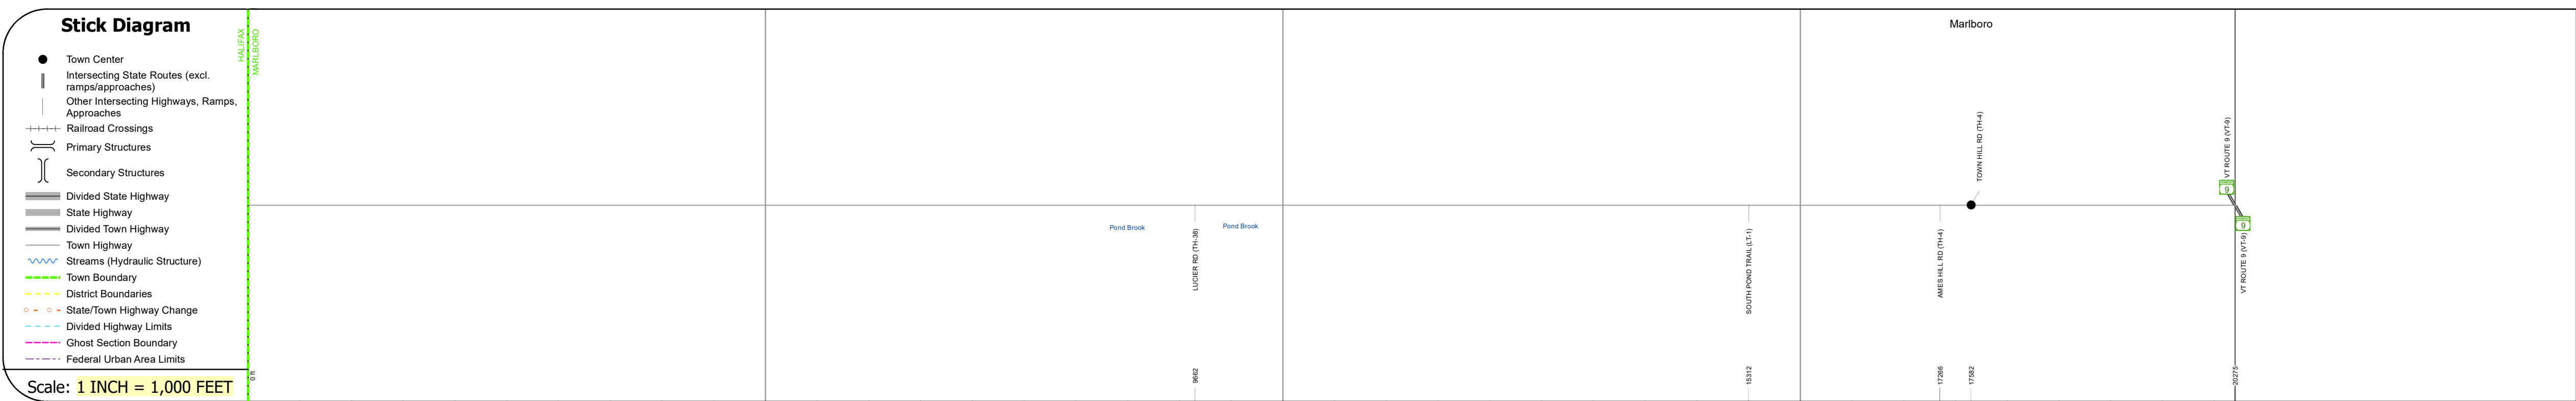 Stick Diagram
Town Center
Intersecting State Routes (excl.
ramps/approaches)
Other Intersecting Highways, Ramps,
Approaches
Railroad Crossings
Primary Structures
Secondary Structures
Divided State Highway
State Highway
Divided Town Highway
Town Highway
Streams (Hydraulic Structure)
Town Boundary
District Boundaries
State/Town Highway Change
Divided Highway Limits
Ghost Section Boundary
Federal Urban Area Limits
Scale: 1 INCH = 1,000 FEET
HALIFAX
MARLBORO
0 ft
Pond Brook
LUCIER RD (TH-38)
9662
Pond Brook
SOUTH POND TRAIL (LT-1)
15312
AMES HILL RD (TH-4)
17266
Marlboro
TOWN HILL RD (TH-4)
17582
VT ROUTE 9 (VT-9)
9
9
VT ROUTE 9 (VT-9)
20275